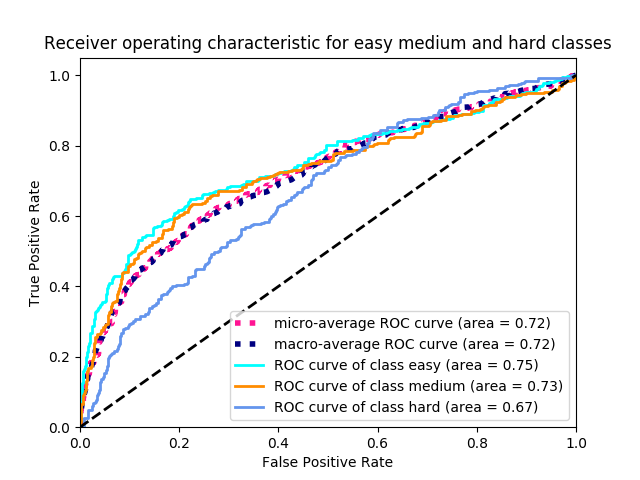 Receiver operating characteristic for easy medium and hard classes
True Positive Rate
1.0
0.8
0.6
0.4
0.2
0.0
micro-average ROC curve (area = 0.72)
macro-average ROC curve (area = 0.72)
ROC curve of class easy (area = 0.75)
ROC curve of class medium (area = 0.73)
ROC curve of class hard (area = 0.67)
0.0 0.2 0.4 0.6 0.8 1.0
False Positive Rate